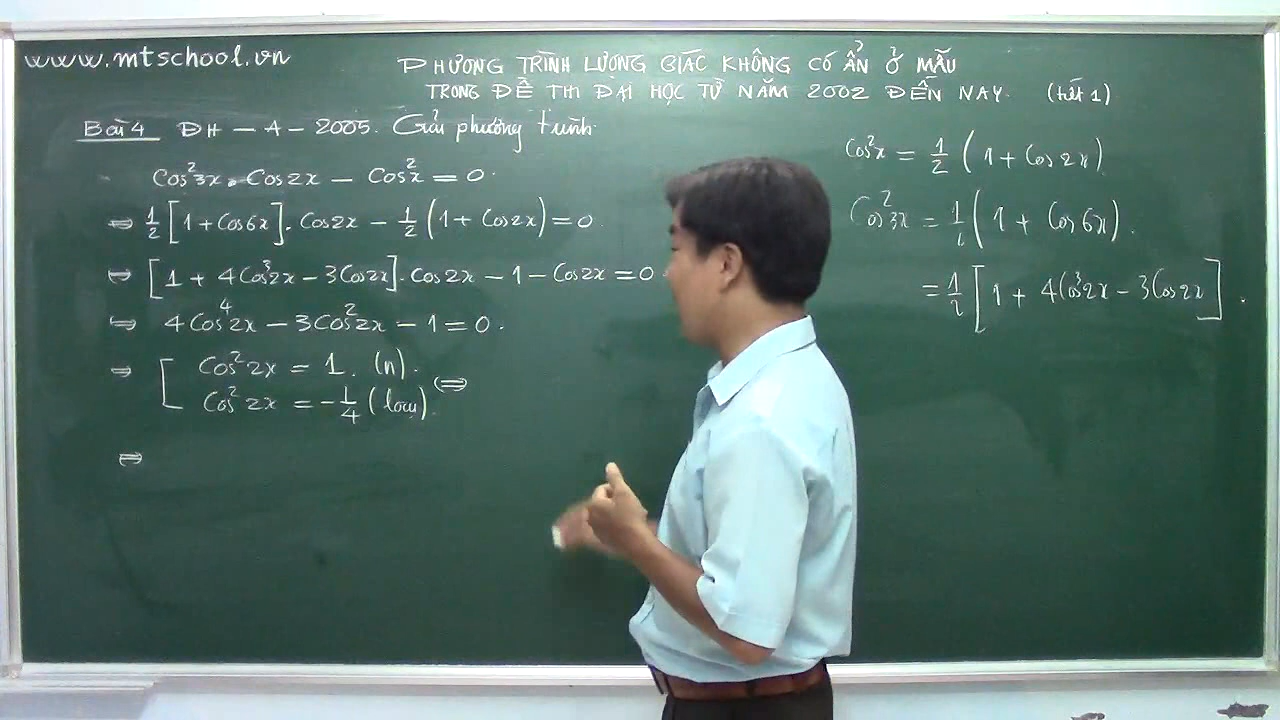 www.mtschool.vn
PHƯƠNG TRÌNH LƯỢNG GIÁC KHÔNG CÓ ẨN Ở MẪU
TRONG ĐỀ THI ĐẠI HỌC TỪ NĂM 2002 ĐẾN NAY. (tiết 1)
Bài 4 ĐH - A - 2005. Giải phương trình.
Cos²3x.Cos2x - Cos²x = 0.
⇔ 1/2[1+Cos6x].Cos2x - 1/2(1+Cos2x)=0.
⇔ [1 + 4Cos³2x - 3Cos2x].Cos2x - 1 - Cos2x = 0.
⇔ 4Cos⁴2x - 3Cos²2x - 1 = 0.
⇔ [ Cos²2x = 1. (n).
Cos²2x = -1/4 (loại). ⇔
⇔
Cos²x = 1/2 (1 + Cos2x)
Cos²3x = 1/2 (1 + Cos6x).
= 1/2 [1 + 4Cos³2x - 3Cos2x].